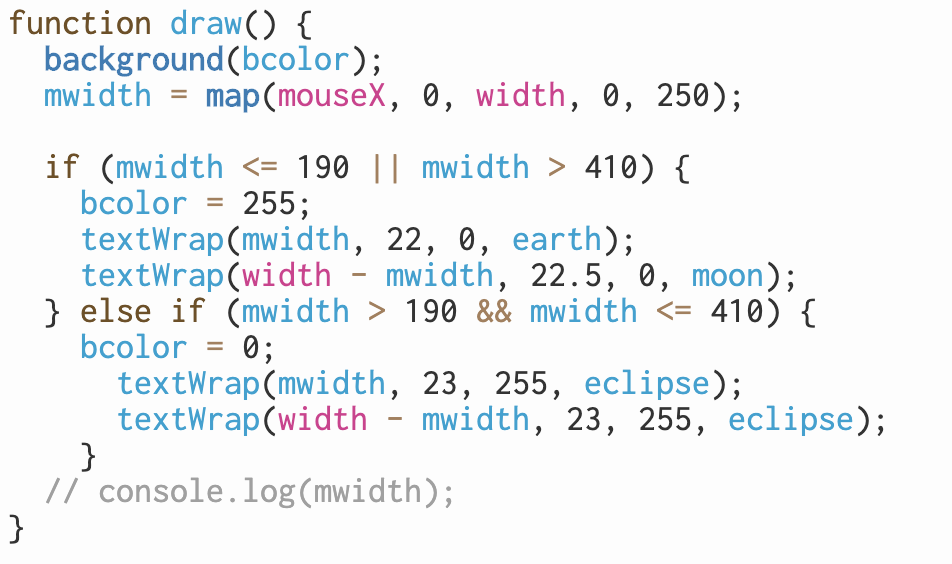 function draw() {
  background(bcolor);
  mwidth = map(mouseX, 0, width, 0, 250);

  if (mwidth <= 190 || mwidth > 410) {
    bcolor = 255;
    textWrap(mwidth, 22, 0, earth);
    textWrap(width - mwidth, 22.5, 0, moon);
  } else if (mwidth > 190 && mwidth <= 410) {
    bcolor = 0;
      textWrap(mwidth, 23, 255, eclipse);
      textWrap(width - mwidth, 23, 255, eclipse);
    }
  // console.log(mwidth);
}